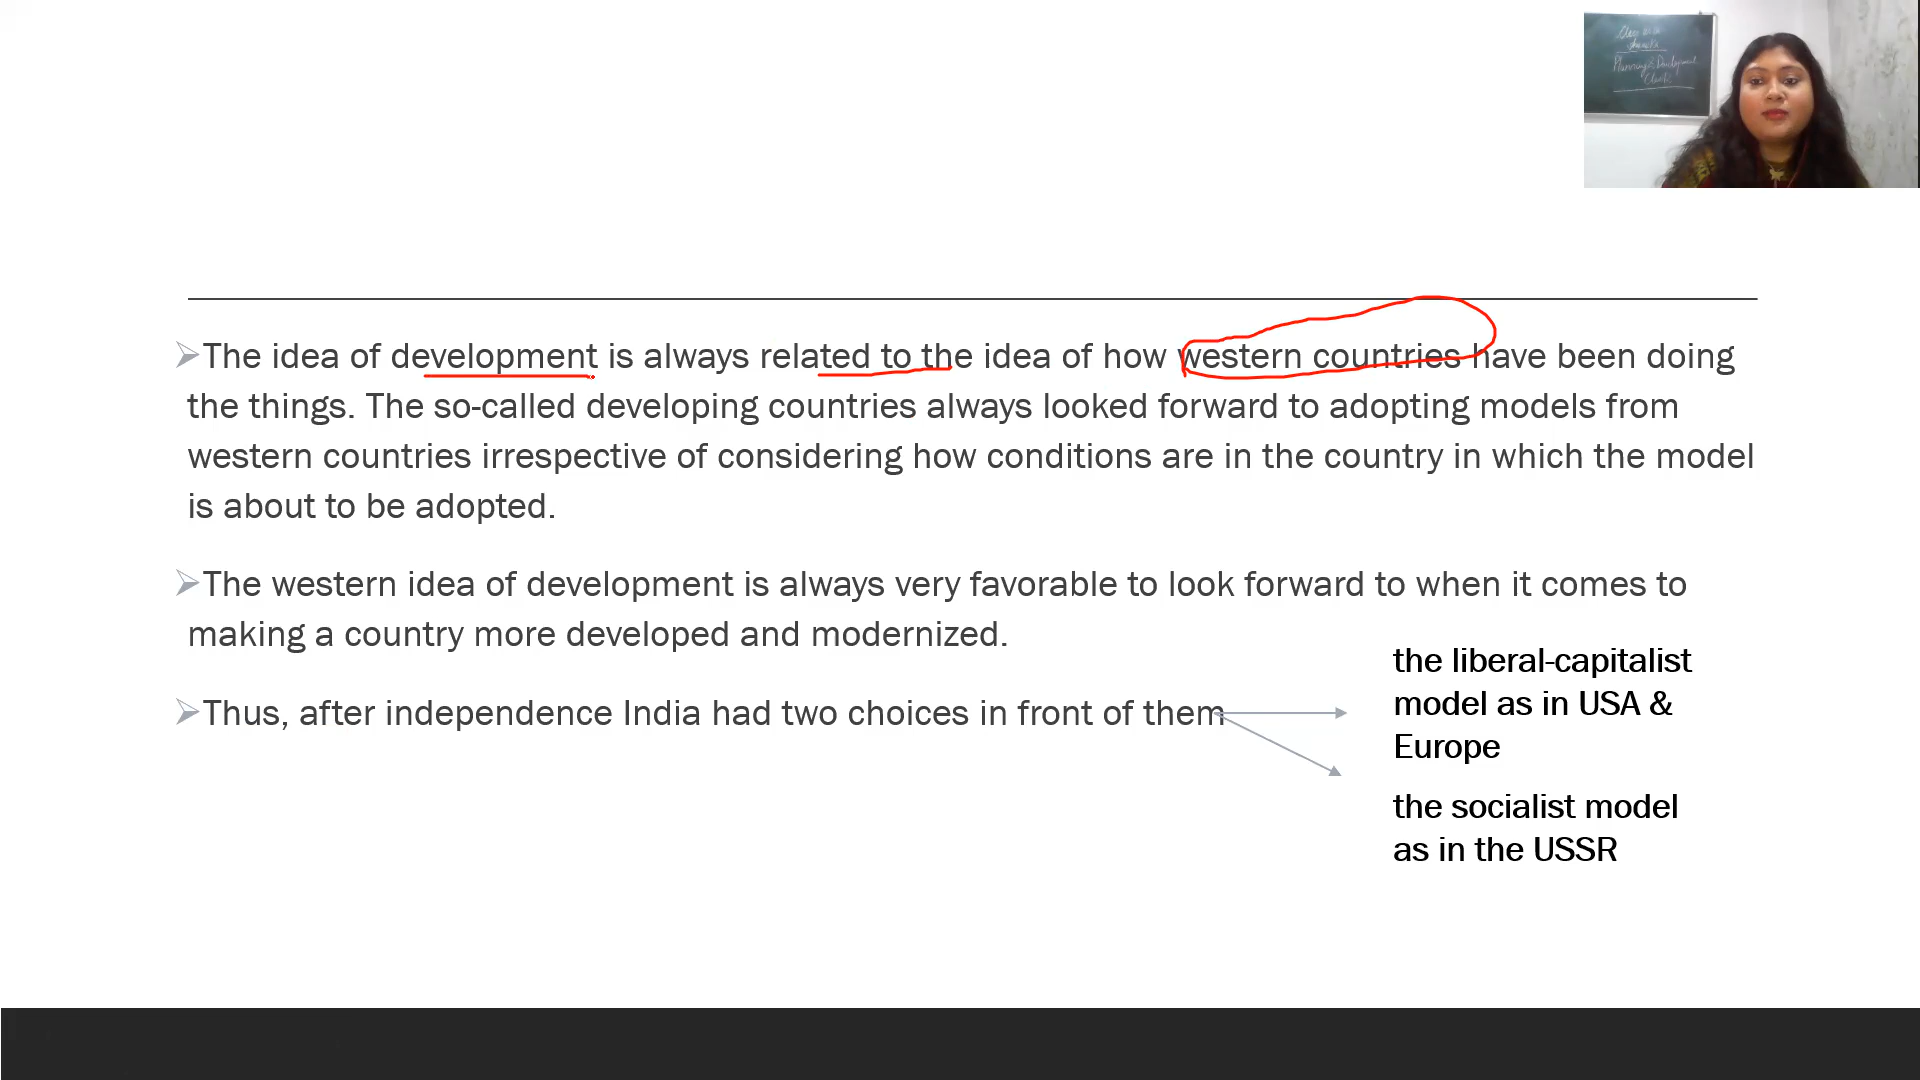 ➢The idea of development is always related to the idea of how western countries have been doing
the things. The so-called developing countries always looked forward to adopting models from
western countries irrespective of considering how conditions are in the country in which the model
is about to be adopted.
➢The western idea of development is always very favorable to look forward to when it comes to
making a country more developed and modernized.
➢Thus, after independence India had two choices in front of them
the liberal-capitalist
model as in USA &
Europe
the socialist model
as in the USSR